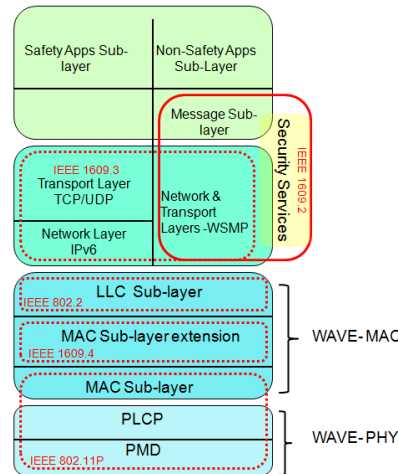 Safety Apps Sub-
layer
Non-Safety Apps
Sub-Layer
Message Sub-
layer
Security Services
IEEE 1609.2
IEEE 1609.3
Transport Layer
TCP/UDP
Network Layer
IPv6
Network &
Transport
Layers -WSMP
LLC Sub-layer
IEEE 802.2
MAC Sub-layer extension
IEEE 1609.4
MAC Sub-layer
WAVE-MAC
PLCP
PMD
IEEE 802.11P
WAVE-PHY